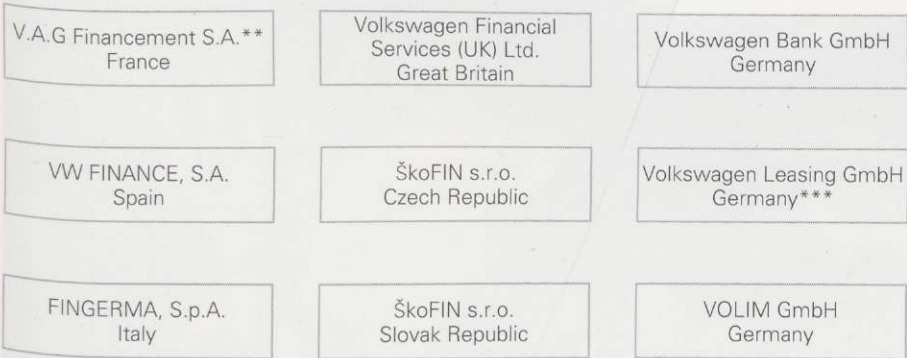 V.A.G Financement S.A.**
France
Volkswagen Financial
Services (UK) Ltd.
Great Britain
Volkswagen Bank GmbH
Germany
VW FINANCE, S.A.
Spain
ŠkoFIN s.r.o.
Czech Republic
Volkswagen Leasing GmbH
Germany***
FINGERMA, S.p.A.
Italy
ŠkoFIN s.r.o.
Slovak Republic
VOLIM GmbH
Germany